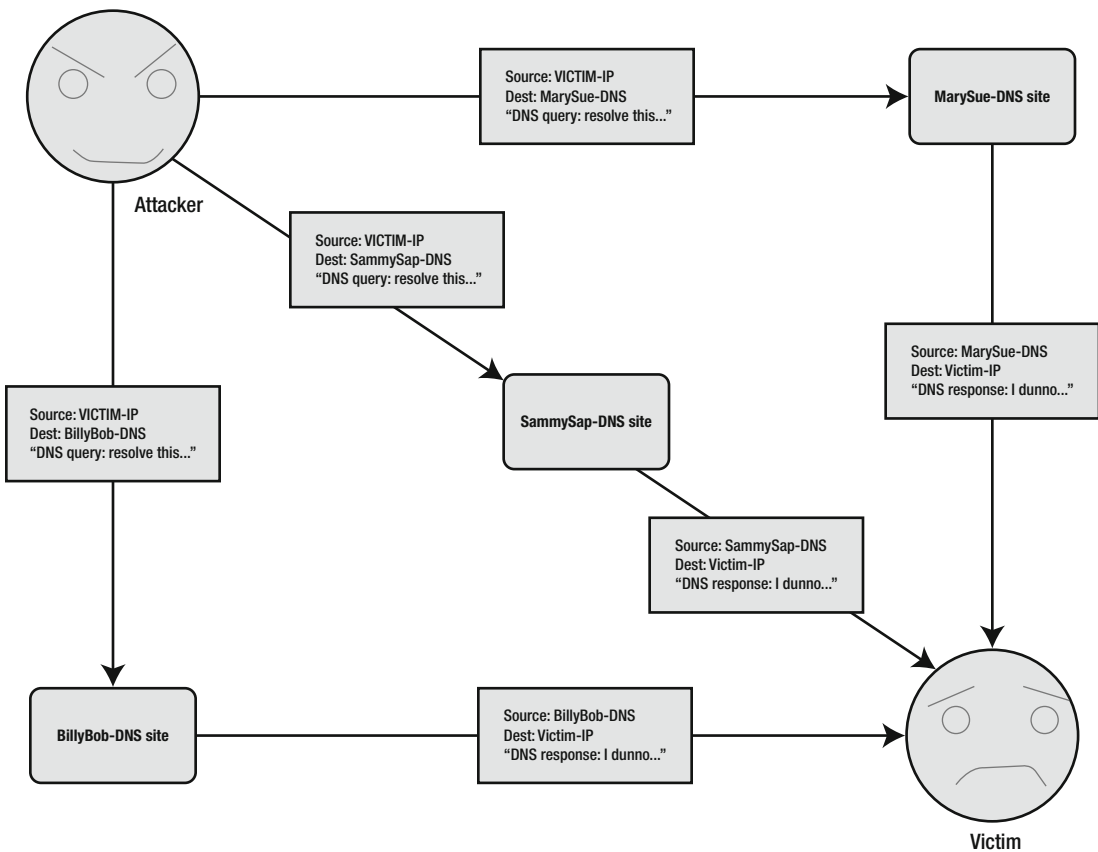 Source: VICTIM-IP
Dest: MarySue-DNS
“DNS query: resolve this...”
MarySue-DNS site
Attacker
Source: VICTIM-IP
Dest: SammySap-DNS
“DNS query: resolve this...”
Source: MarySue-DNS
Dest: Victim-IP
“DNS response: I dunno...”
Source: VICTIM-IP
Dest: BillyBob-DNS
“DNS query: resolve this...”
SammySap-DNS site
Source: SammySap-DNS
Dest: Victim-IP
“DNS response: I dunno...”
BillyBob-DNS site
Source: BillyBob-DNS
Dest: Victim-IP
“DNS response: I dunno...”
Victim